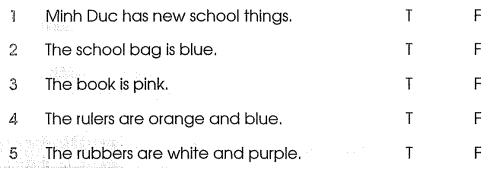 1 Minh Duc has new school things. T F
2 The school bag is blue. T F
3 The book is pink. T F
4 The rulers are orange and blue. T F
5 The rubbers are white and purple. T F